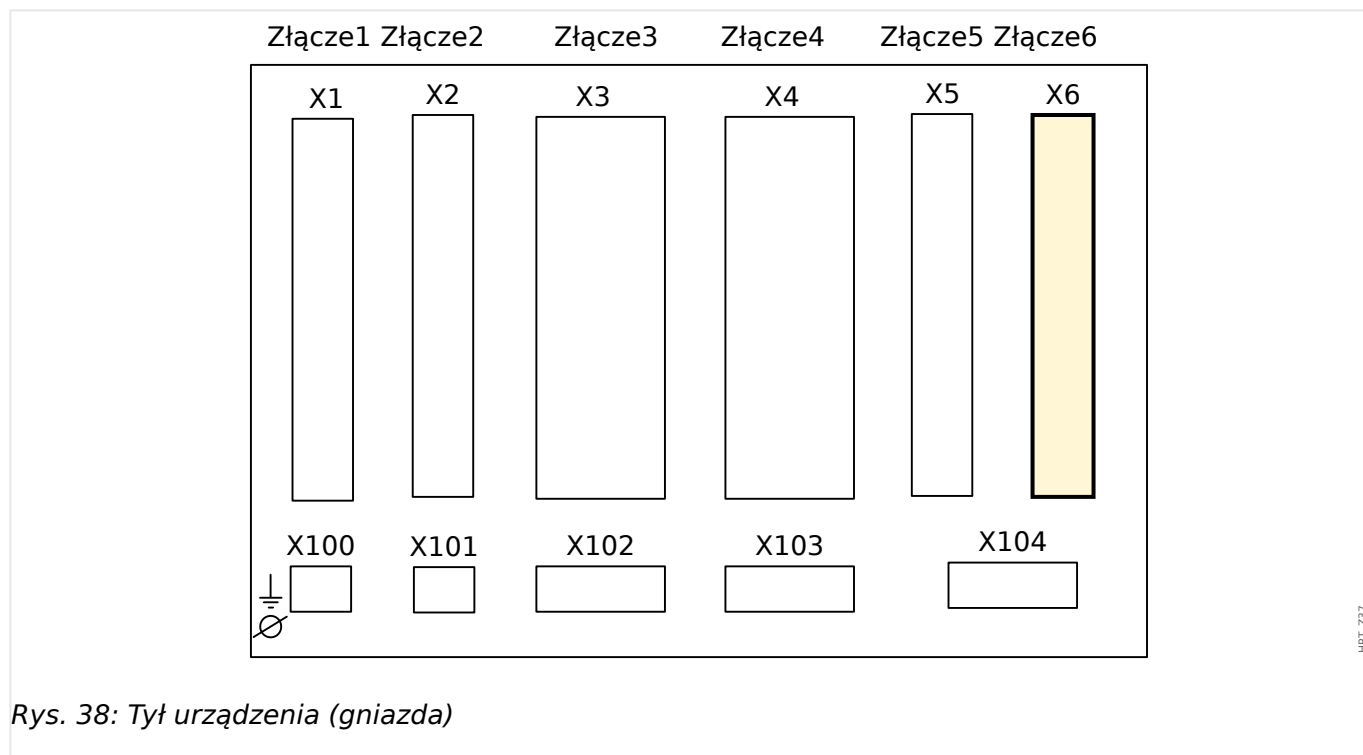 Złącze1 Złącze2 Złącze3 Złącze4 Złącze5 Złącze6
X1 X2 X3 X4 X5 X6
X100 X101 X102 X103 X104
Rys. 38: Tył urządzenia (gniazda)